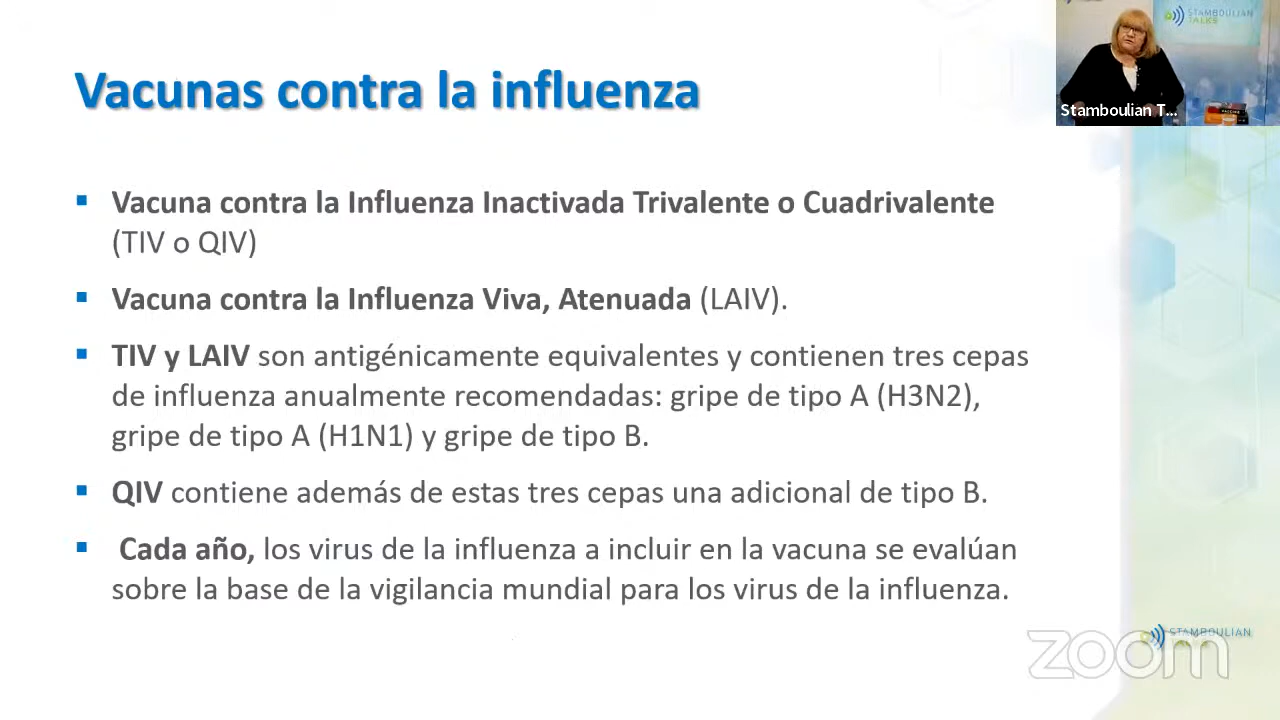 STAMBOULIAN
TALKS
Stamboulian T...
Vacunas contra la influenza
Vacuna contra la Influenza Inactivada Trivalente o Cuadrivalente
(TIV o QIV)
Vacuna contra la Influenza Viva, Atenuada (LAIV).
TIV y LAIV son antigénicamente equivalentes y contienen tres cepas
de influenza anualmente recomendadas: gripe de tipo A (H3N2),
gripe de tipo A (H1N1) y gripe de tipo B.
QIV contiene además de estas tres cepas una adicional de tipo B.
Cada año, los virus de la influenza a incluir en la vacuna se evalúan
sobre la base de la vigilancia mundial para los virus de la influenza.
STAMBOULIAN
zoom